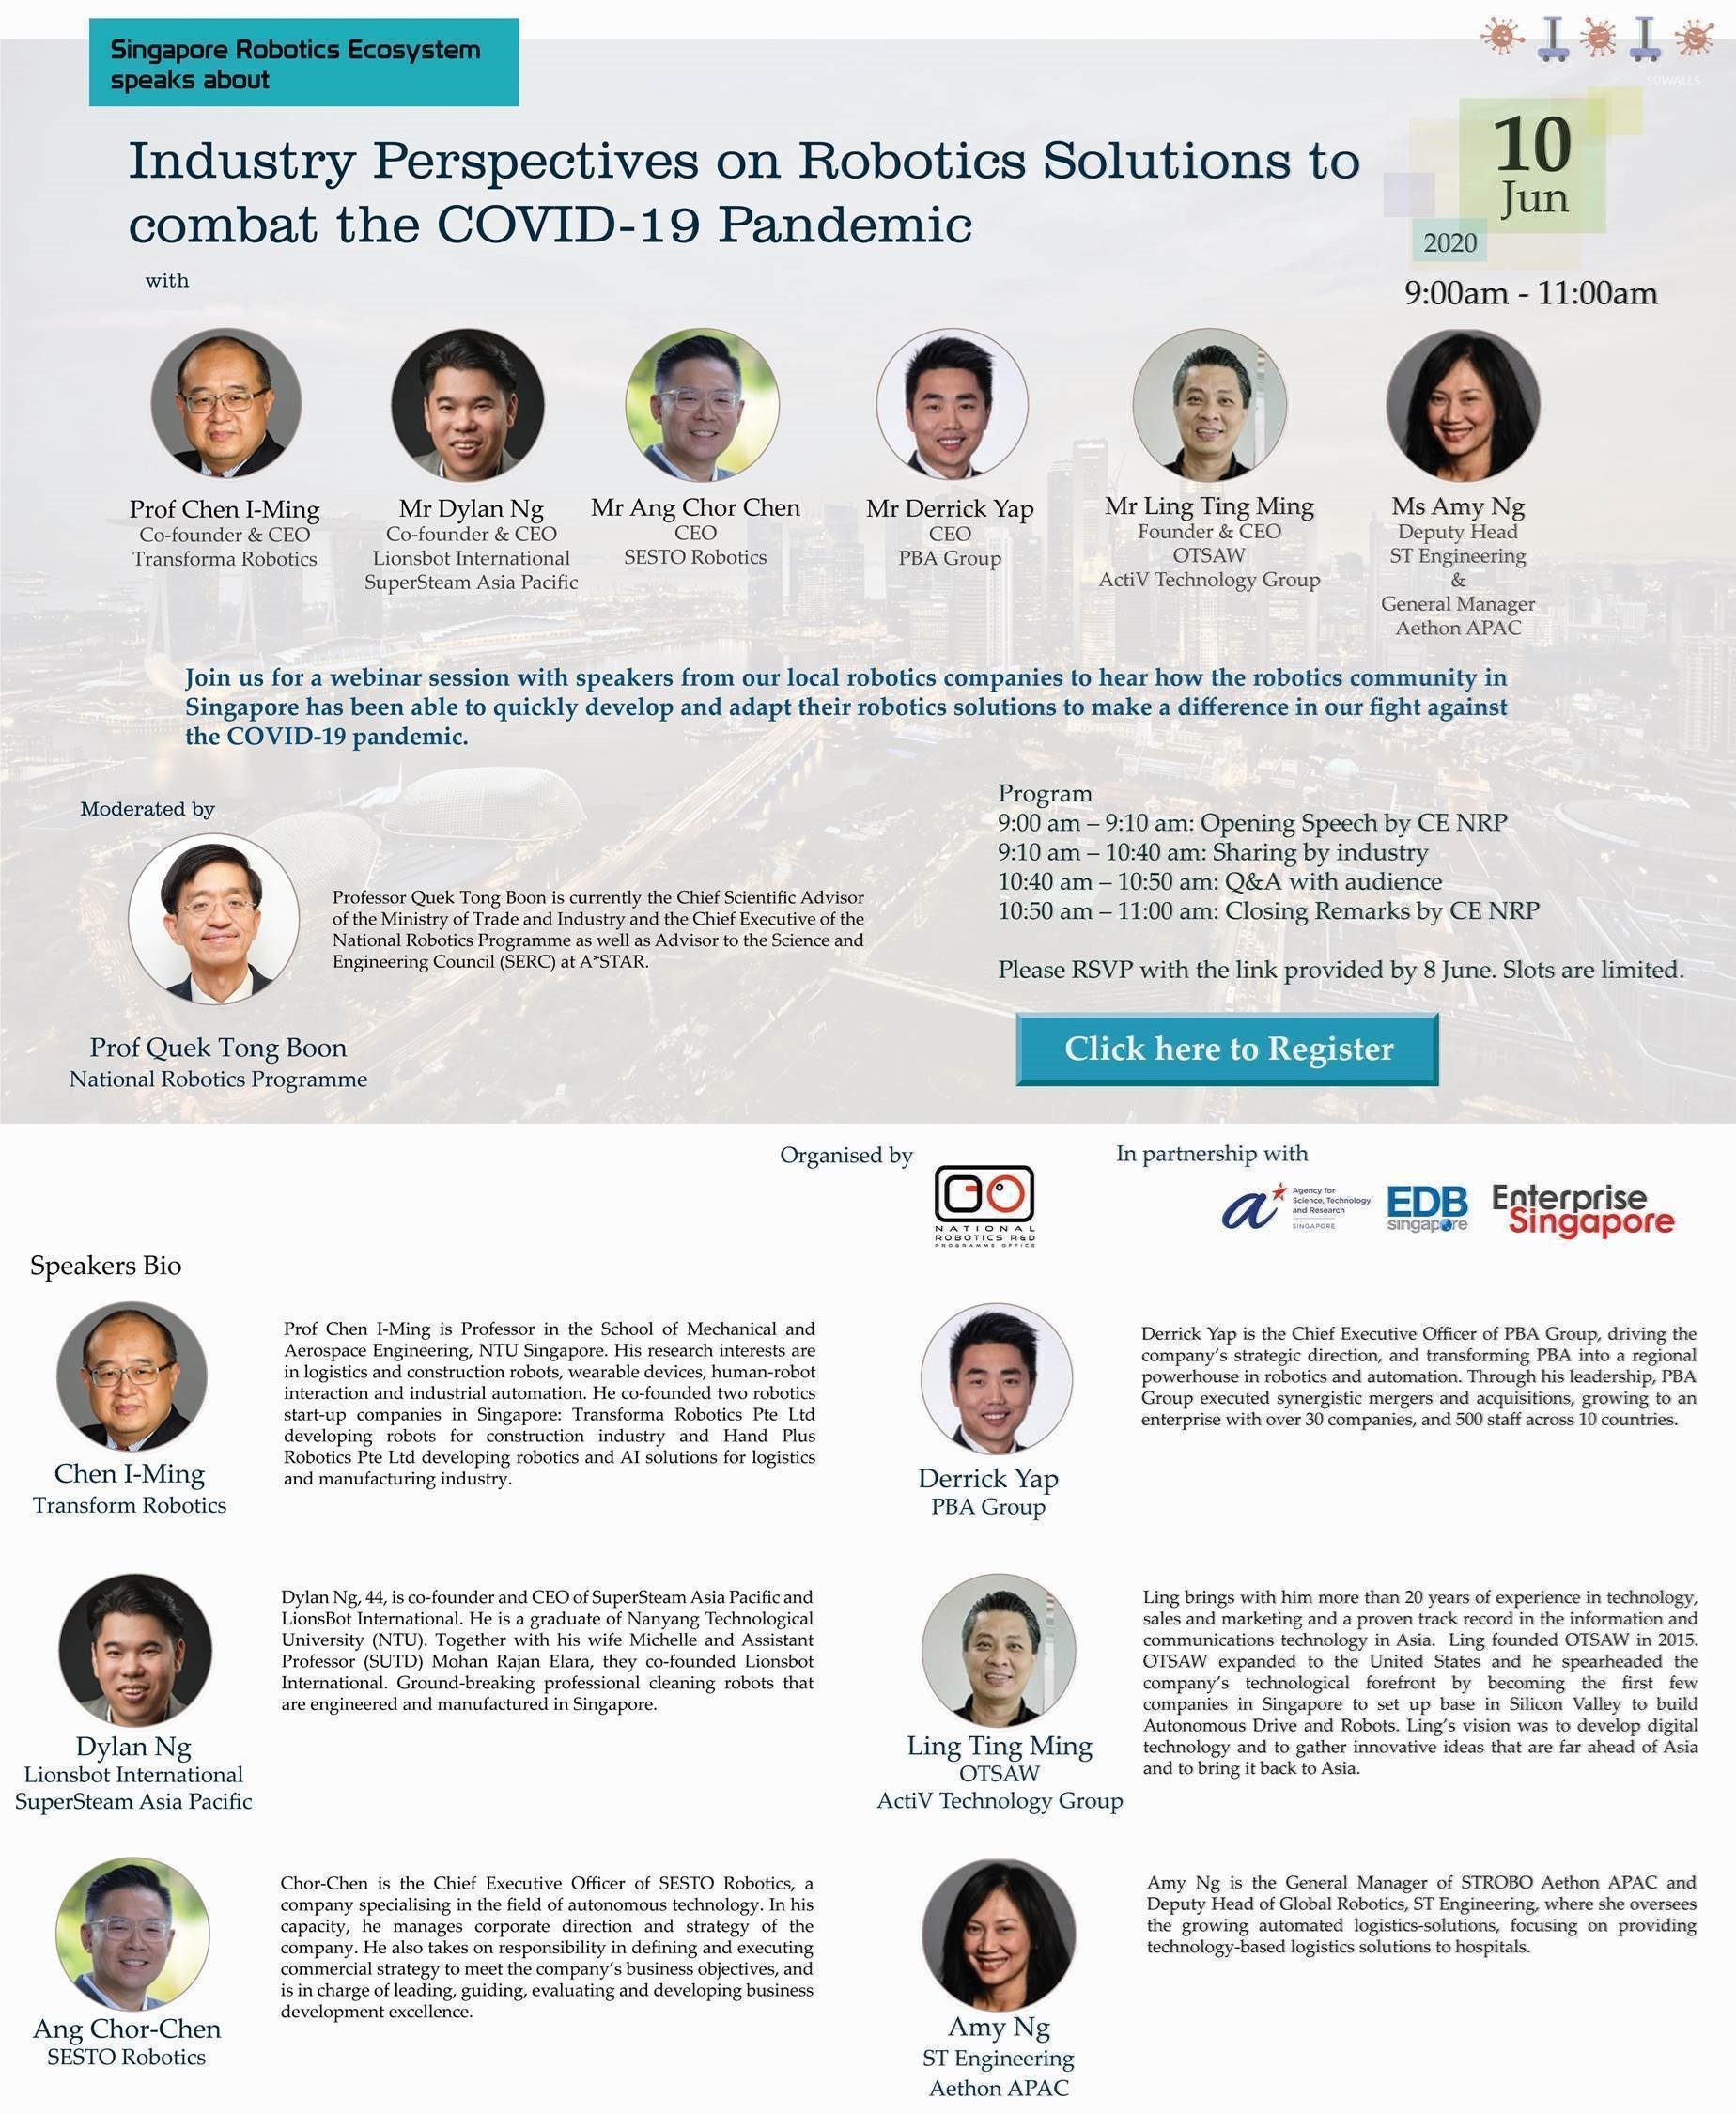 Singapore Robotics Ecosystem
speaks about
SUWALLS
10
Jun
2020
9:00am - 11:00am
Industry Perspectives on Robotics Solutions to
combat the COVID-19 Pandemic
with
Prof Chen I-Ming
Co-founder & CEO
Transforma Robotics
Mr Dylan Ng
Co-founder & CEO
Lionsbot International
SuperSteam Asia Pacific
Mr Ang Chor Chen
CEO
SESTO Robotics
Mr Derrick Yap
CEO
PBA Group
Mr Ling Ting Ming
Founder & CEO
OTSAW
ActiV Technology Group
Ms Amy Ng
Deputy Head
ST Engineering
&
General Manager
Aethon APAC
Join us for a webinar session with speakers from our local robotics companies to hear how the robotics community in
Singapore has been able to quickly develop and adapt their robotics solutions to make a difference in our fight against
the COVID-19 pandemic.
Moderated by
Professor Quek Tong Boon is currently the Chief Scientific Advisor
of the Ministry of Trade and Industry and the Chief Executive of the
National Robotics Programme as well as Advisor to the Science and
Engineering Council (SERC) at A*STAR.
Prof Quek Tong Boon
National Robotics Programme
Program
9:00 am – 9:10 am: Opening Speech by CE NRP
9:10 am – 10:40 am: Sharing by industry
10:40 am – 10:50 am: Q&A with audience
10:50 am – 11:00 am: Closing Remarks by CE NRP
Please RSVP with the link provided by 8 June. Slots are limited.
Click here to Register
Organised by
NATIONAL
ROBOTICS R&D
PROGRAMME OFFICE
In partnership with
a
Agency for
Science, Technology
and Research
SINGAPORE
EDB
singapore
Enterprise
Singapore
Speakers Bio
Chen I-Ming
Transform Robotics
Prof Chen I-Ming is Professor in the School of Mechanical and
Aerospace Engineering, NTU Singapore. His research interests are
in logistics and construction robots, wearable devices, human-robot
interaction and industrial automation. He co-founded two robotics
start-up companies in Singapore: Transforma Robotics Pte Ltd
developing robots for construction industry and Hand Plus
Robotics Pte Ltd developing robotics and AI solutions for logistics
and manufacturing industry.
Derrick Yap
PBA Group
Derrick Yap is the Chief Executive Officer of PBA Group, driving the
company's strategic direction, and transforming PBA into a regional
powerhouse in robotics and automation. Through his leadership, PBA
Group executed synergistic mergers and acquisitions, growing to an
enterprise with over 30 companies, and 500 staff across 10 countries.
Dylan Ng
Lionsbot International
SuperSteam Asia Pacific
Dylan Ng, 44, is co-founder and CEO of SuperSteam Asia Pacific and
LionsBot International. He is a graduate of Nanyang Technological
University (NTU). Together with his wife Michelle and Assistant
Professor (SUTD) Mohan Rajan Elara, they co-founded Lionsbot
International. Ground-breaking professional cleaning robots that
are engineered and manufactured in Singapore.
Ling Ting Ming
OTSAW
ActiV Technology Group
Ling brings with him more than 20 years of experience in technology,
sales and marketing and a proven track record in the information and
communications technology in Asia. Ling founded OTSAW in 2015.
OTSAW expanded to the United States and he spearheaded the
company's technological forefront by becoming the first few
companies in Singapore to set up base in Silicon Valley to build
Autonomous Drive and Robots. Ling's vision was to develop digital
technology and to gather innovative ideas that are far ahead of Asia
and to bring it back to Asia.
Ang Chor-Chen
SESTO Robotics
Chor-Chen is the Chief Executive Officer of SESTO Robotics, a
company specialising in the field of autonomous technology. In his
capacity, he manages corporate direction and strategy of the
company. He also takes on responsibility in defining and executing
commercial strategy to meet the company's business objectives, and
is in charge of leading, guiding, evaluating and developing business
development excellence.
Amy Ng
ST Engineering
Aethon APAC
Amy Ng is the General Manager of STROBO Aethon APAC and
Deputy Head of Global Robotics, ST Engineering, where she oversees
the growing automated logistics-solutions, focusing on providing
technology-based logistics solutions to hospitals.